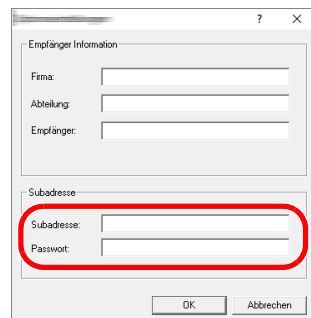 ?
Empfänger Information
Firma:
Abteilung:
Empfänger:
Subadresse
Subadresse:
Passwort:
OK Abbrechen